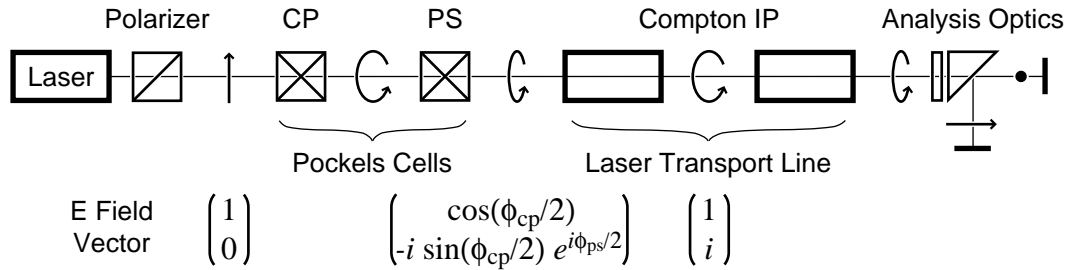 Polarizer CP PS Compton IP Analysis Optics
Laser
Pockels Cells Laser Transport Line
E Field
Vector
(1
0)
(cos(ϕcp/2)
-i sin(ϕcp/2) e^{iϕps/2})
(1
i)